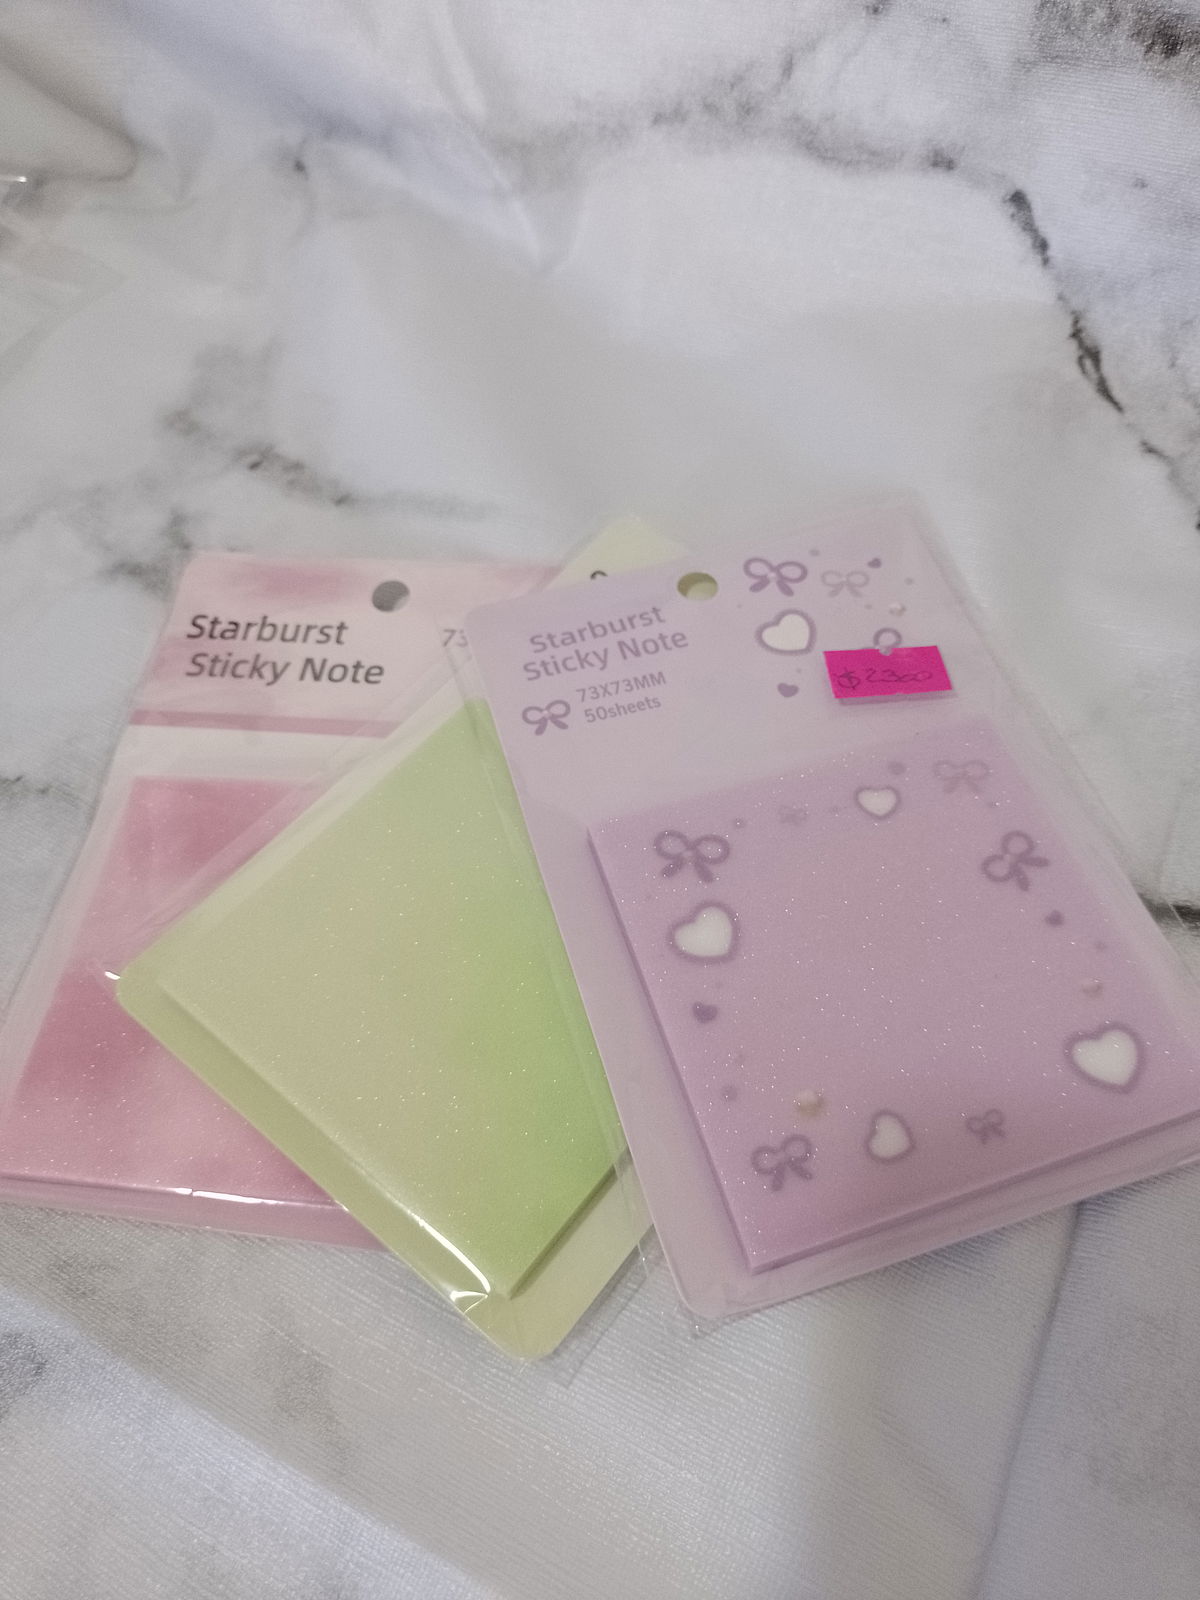 Starburst
Sticky Note
73
Starburst
Sticky Note
73X73MM
50sheets
$2300